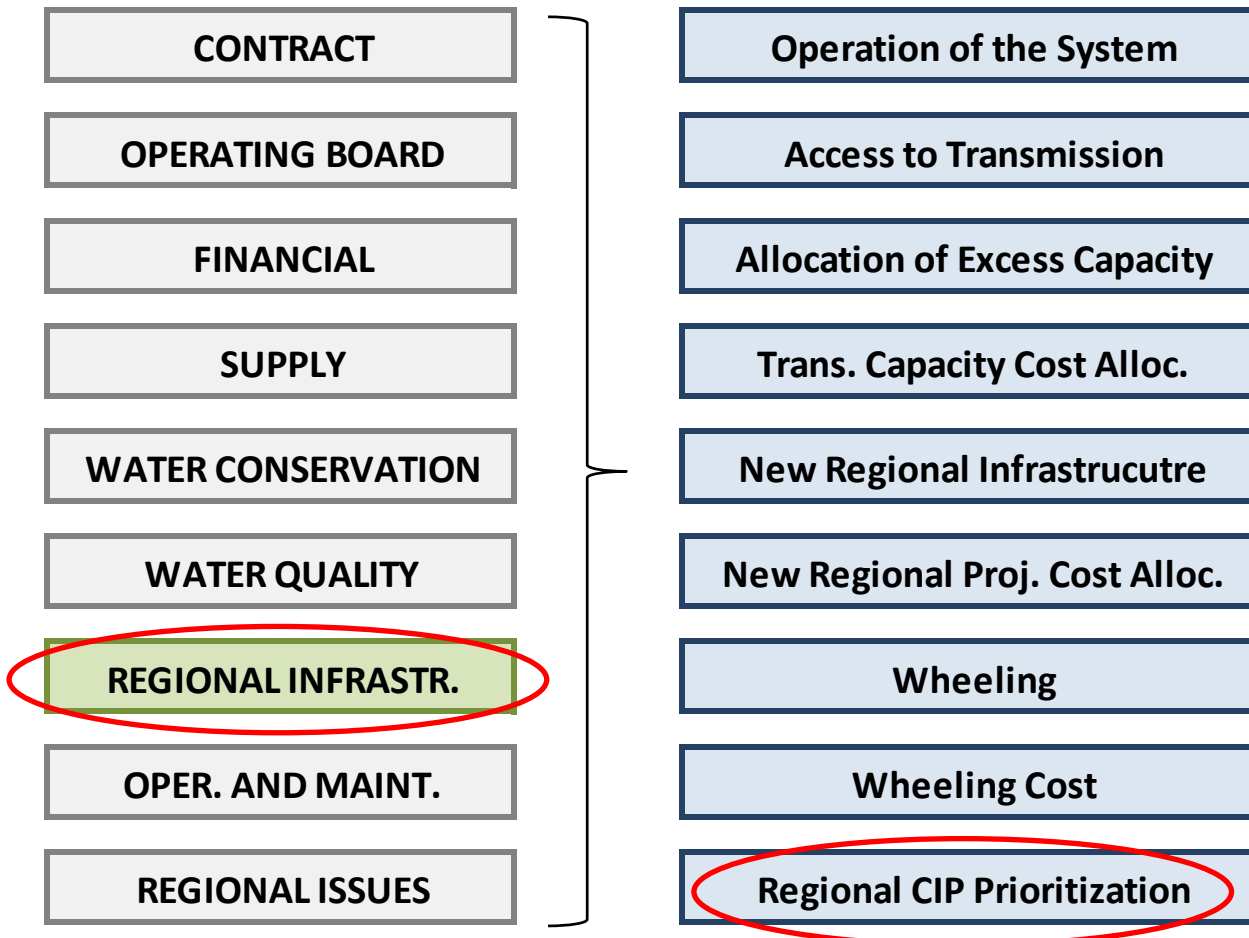 CONTRACT
OPERATING BOARD
FINANCIAL
SUPPLY
WATER CONSERVATION
WATER QUALITY
REGIONAL INFRASTR.
OPER. AND MAINT.
REGIONAL ISSUES
Operation of the System
Access to Transmission
Allocation of Excess Capacity
Trans. Capacity Cost Alloc.
New Regional Infrastrucutre
New Regional Proj. Cost Alloc.
Wheeling
Wheeling Cost
Regional CIP Prioritization